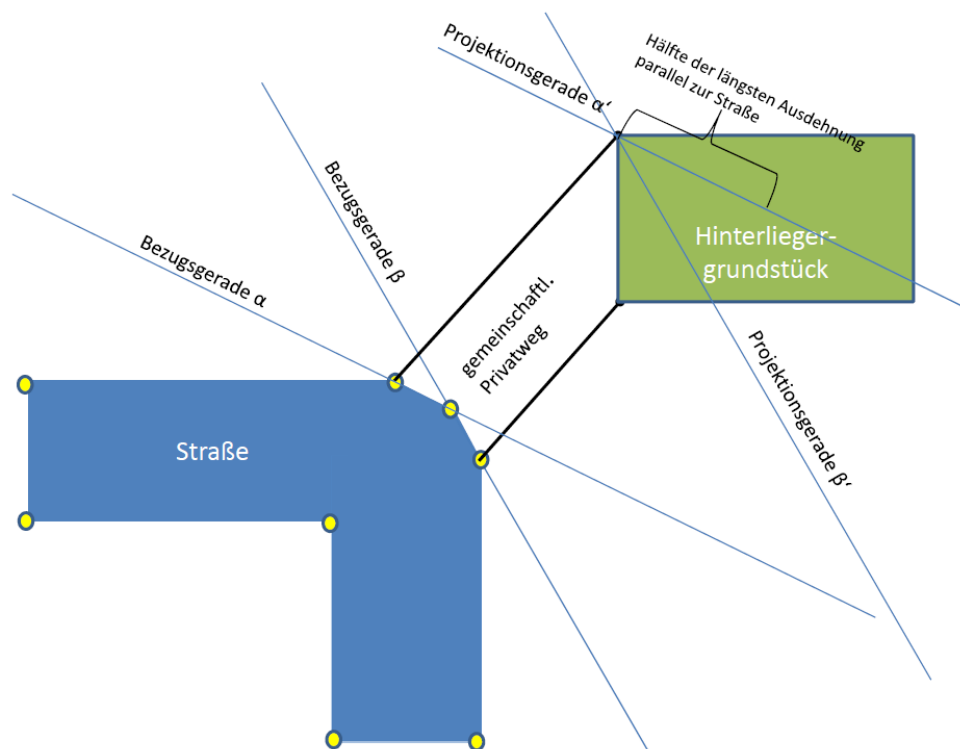 Projektionsgerade α‘
Hälfte der längsten Ausdehnung
parallel zur Straße
Bezugsgerade β
Bezugsgerade α
Hinterlieger-
grundstück
gemeinschaftl.
Privatweg
Projektionsgerade β‘
Straße